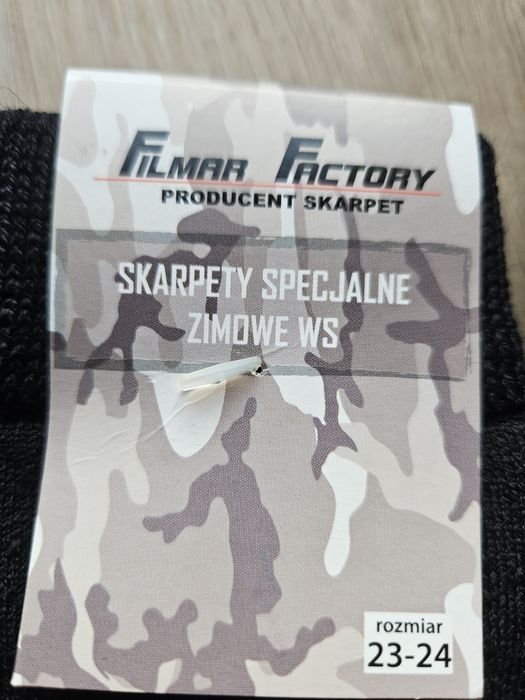 FILMAR FACTORY
PRODUCENT SKARPET
SKARPETY SPECJALNE
ZIMOWE WS
rozmiar
23-24